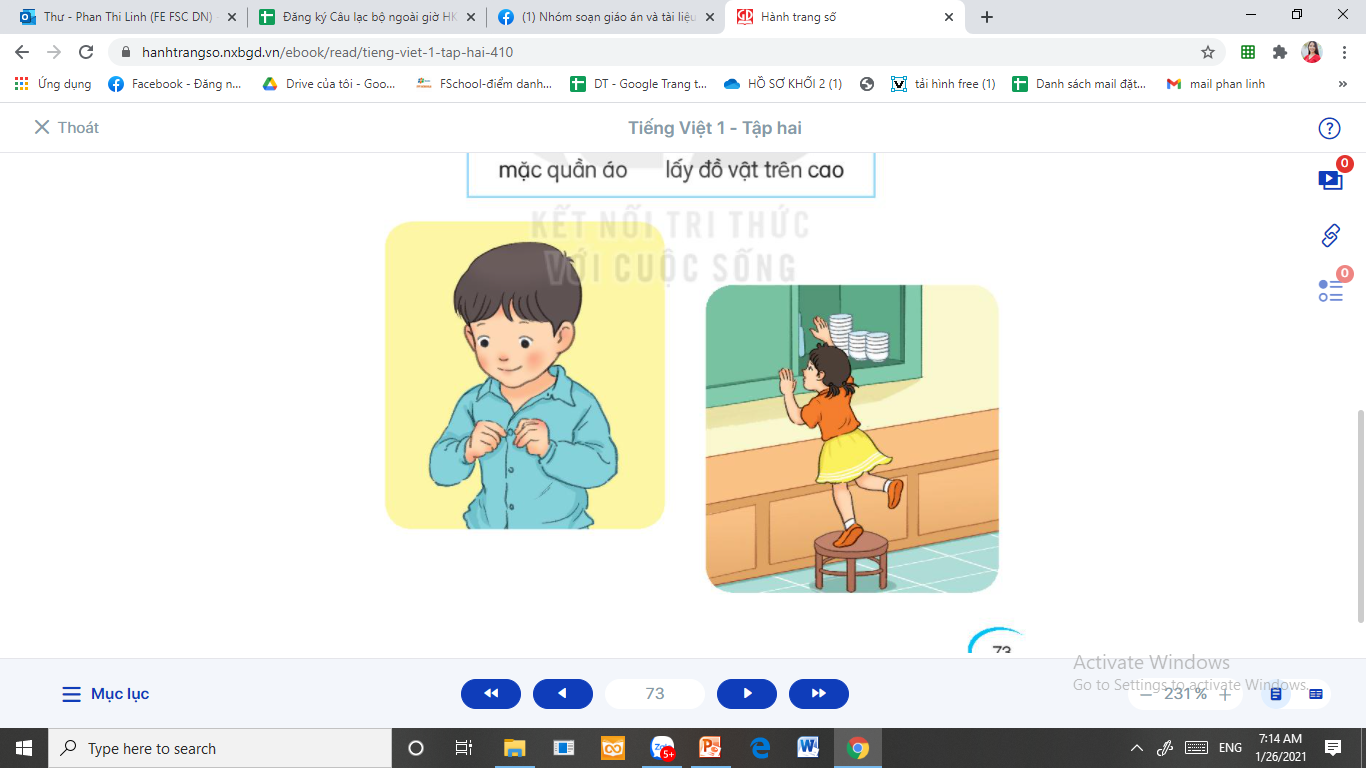 Thư - Phan Thi Linh (FE FSC DN)
Đăng ký Câu lạc bộ ngoài giờ HK
(1) Nhóm soạn giáo án và tài liệu
Hành trang số
hanhtrangso.nxbgd.vn/ebook/read/tieng-viet-1-tap-hai-410
Ứng dụng
Facebook - Đăng n...
Drive của tôi - Goo...
FSchool-điểm danh...
DT - Google Trang t...
HỒ SƠ KHỐI 2 (1)
tải hình free (1)
Danh sách mail đặt...
mail phan linh
»
Thoát
Tiếng Việt 1 - Tập hai
?
0
mặc quần áo lấy đồ vật trên cao
KẾT NỐI TRI THỨC
VỚI CUỘC SỐNG
0
73
Activate Windows
Go to Settings to activate Windows.
Mục lục
73
231%
Type here to search
Zalo
5+
ENG
7:14 AM
1/26/2021